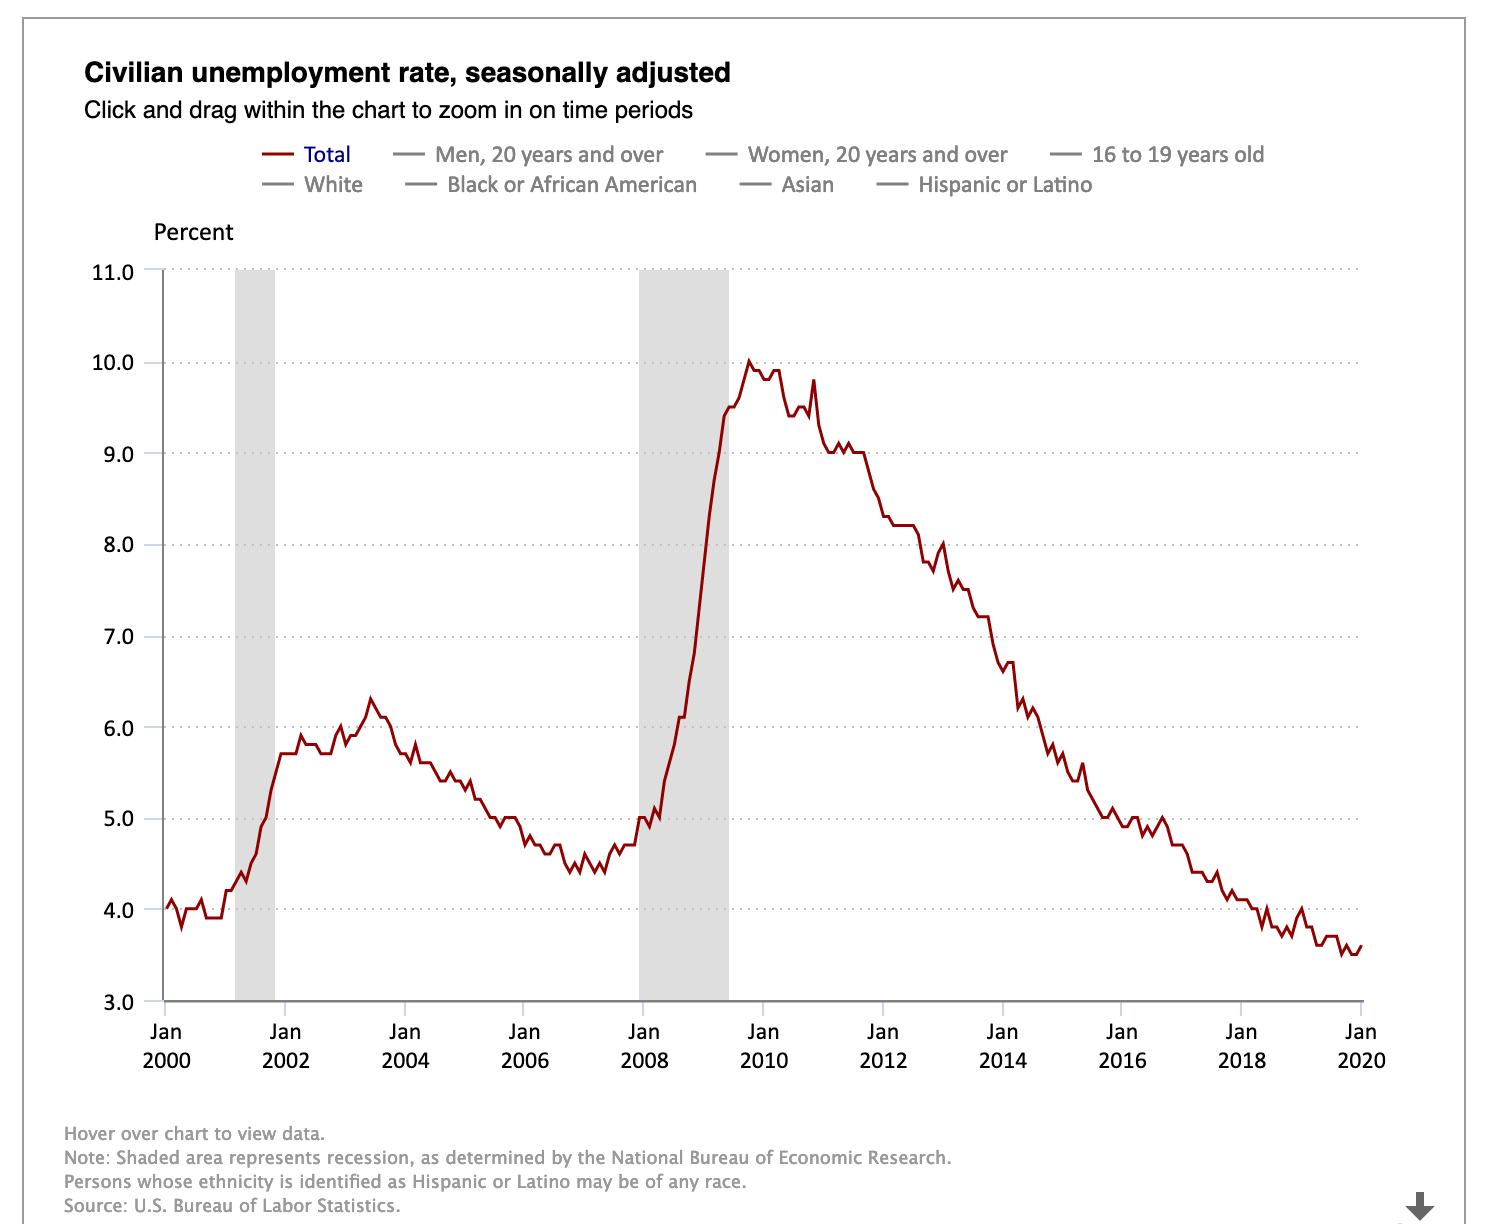 Civilian unemployment rate, seasonally adjusted
Click and drag within the chart to zoom in on time periods
Total Men, 20 years and over Women, 20 years and over 16 to 19 years old
White Black or African American Asian Hispanic or Latino
Percent
11.0
10.0
9.0
8.0
7.0
6.0
5.0
4.0
3.0
Jan Jan Jan Jan Jan Jan Jan Jan Jan Jan Jan
2000 2002 2004 2006 2008 2010 2012 2014 2016 2018 2020
Hover over chart to view data.
Note: Shaded area represents recession, as determined by the National Bureau of Economic Research.
Persons whose ethnicity is identified as Hispanic or Latino may be of any race.
Source: U.S. Bureau of Labor Statistics.